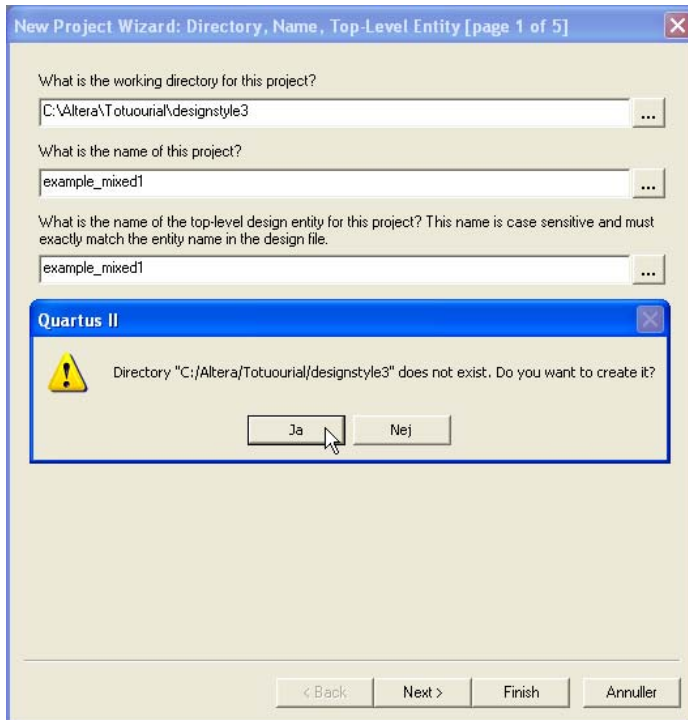 New Project Wizard: Directory, Name, Top-Level Entity [page 1 of 5]
What is the working directory for this project?
C:\Altera\Totuourial\designstyle3
...
What is the name of this project?
example_mixed1
...
What is the name of the top-level design entity for this project? This name is case sensitive and must
exactly match the entity name in the design file.
example_mixed1
...
Quartus II
Directory "C:/Altera/Totuourial/designstyle3" does not exist. Do you want to create it?
Ja Nej
< Back Next > Finish Annuller